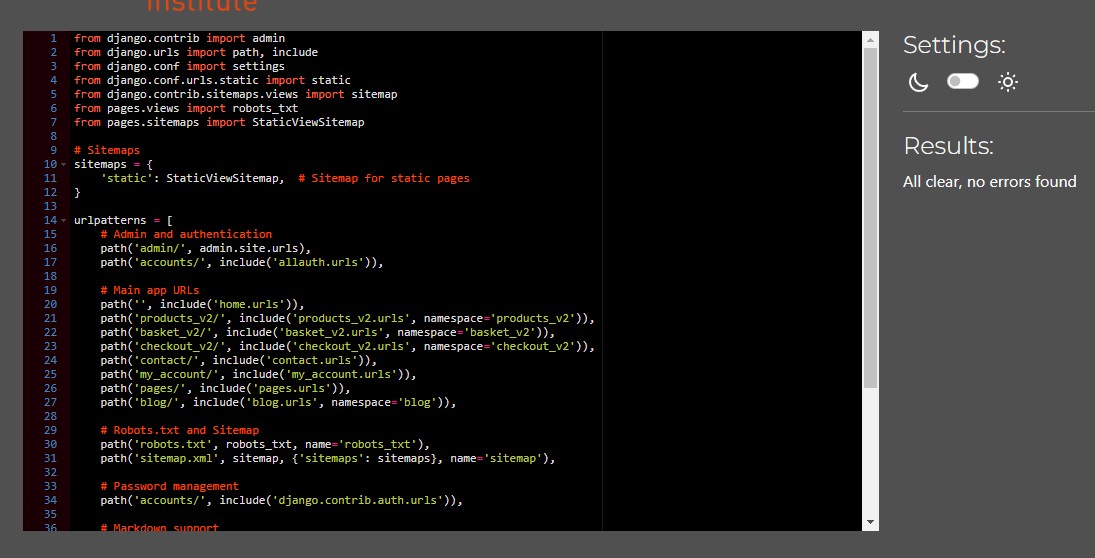 institute
1 from django.contrib import admin
2 from django.urls import path, include
3 from django.conf import settings
4 from django.conf.urls.static import static
5 from django.contrib.sitemaps.views import sitemap
6 from pages.views import robots_txt
7 from pages.sitemaps import StaticViewSitemap
8
9 # Sitemaps
10 sitemaps = {
11     'static': StaticViewSitemap,  # Sitemap for static pages
12 }
13
14 urlpatterns = [
15     # Admin and authentication
16     path('admin/', admin.site.urls),
17     path('accounts/', include('allauth.urls')),
18
19     # Main app URLs
20     path('', include('home.urls')),
21     path('products_v2/', include('products_v2.urls', namespace='products_v2')),
22     path('basket_v2/', include('basket_v2.urls', namespace='basket_v2')),
23     path('checkout_v2/', include('checkout_v2.urls', namespace='checkout_v2')),
24     path('contact/', include('contact.urls')),
25     path('my_account/', include('my_account.urls')),
26     path('pages/', include('pages.urls')),
27     path('blog/', include('blog.urls', namespace='blog')),
28
29     # Robots.txt and Sitemap
30     path('robots.txt', robots_txt, name='robots_txt'),
31     path('sitemap.xml', sitemap, {'sitemaps': sitemaps}, name='sitemap'),
32
33     # Password management
34     path('accounts/', include('django.contrib.auth.urls')),
35
36     # Markdown support
Settings:
Results:
All clear, no errors found